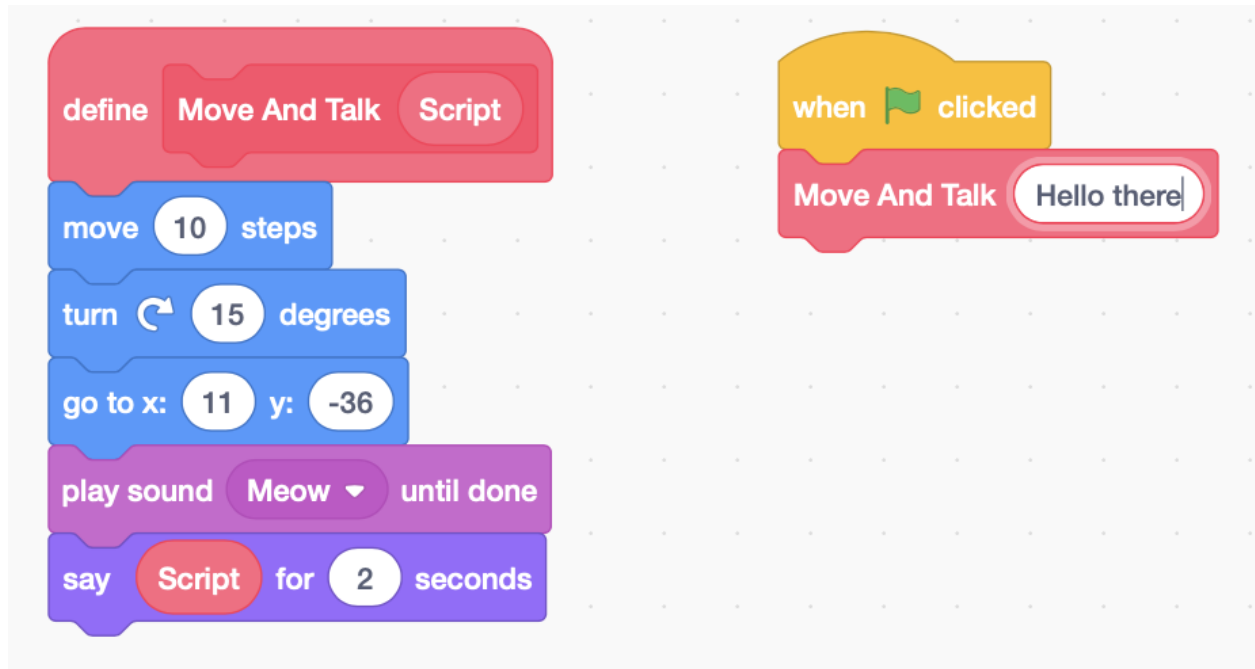 define Move And Talk Script
move 10 steps
turn 15 degrees
go to x: 11 y: -36
play sound Meow until done
say Script for 2 seconds
when clicked
Move And Talk Hello there